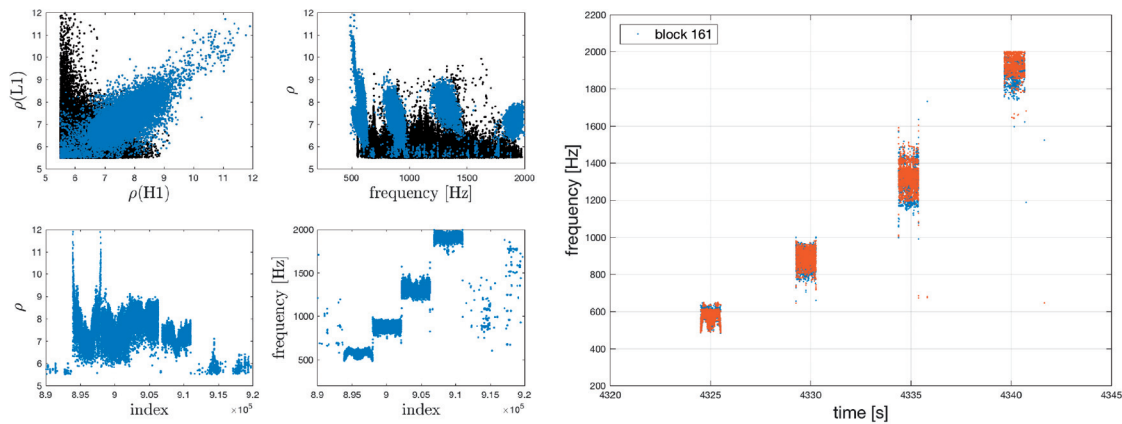 12
11
10
9
8
7
6
5
ρ(L1)
5 6 7 8 9 10 11 12
ρ(H1)
12
11
10
9
8
7
6
5
ρ
500 1000 1500 2000
frequency [Hz]
12
11
10
9
8
7
6
5
ρ
8.9 8.95 9 9.05 9.1 9.15 9.2
index ×10⁵
2000
1500
1000
500
frequency [Hz]
8.9 8.95 9 9.05 9.1 9.15 9.2
index ×10⁵
2200
2000
1800
1600
1400
1200
1000
800
600
400
200
frequency [Hz]
block 161
4320 4325 4330 4335 4340 4345
time [s]